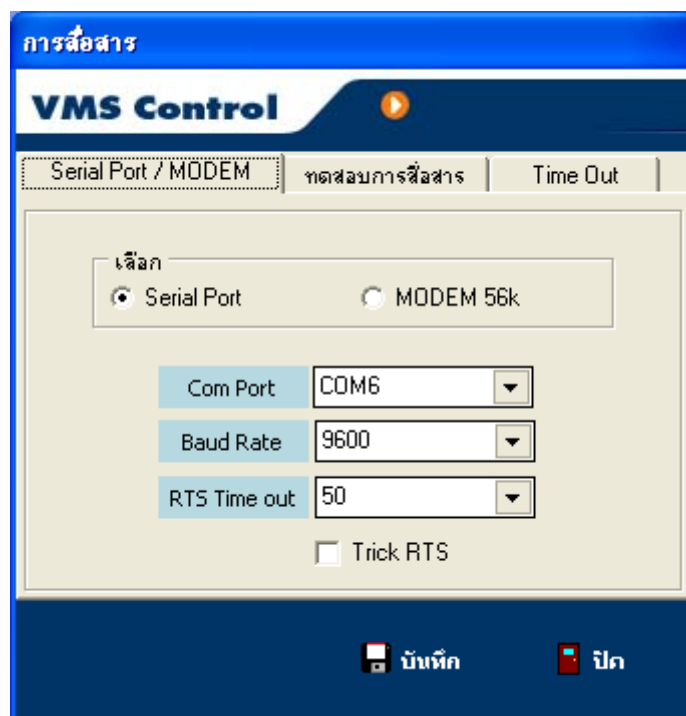 การสื่อสาร
VMS Control
Serial Port / MODEM ทดสอบการสื่อสาร Time Out
เลือก
Serial Port MODEM 56k
Com Port COM6
Baud Rate 9600
RTS Time out 50
Trick RTS
บันทึก ปิด